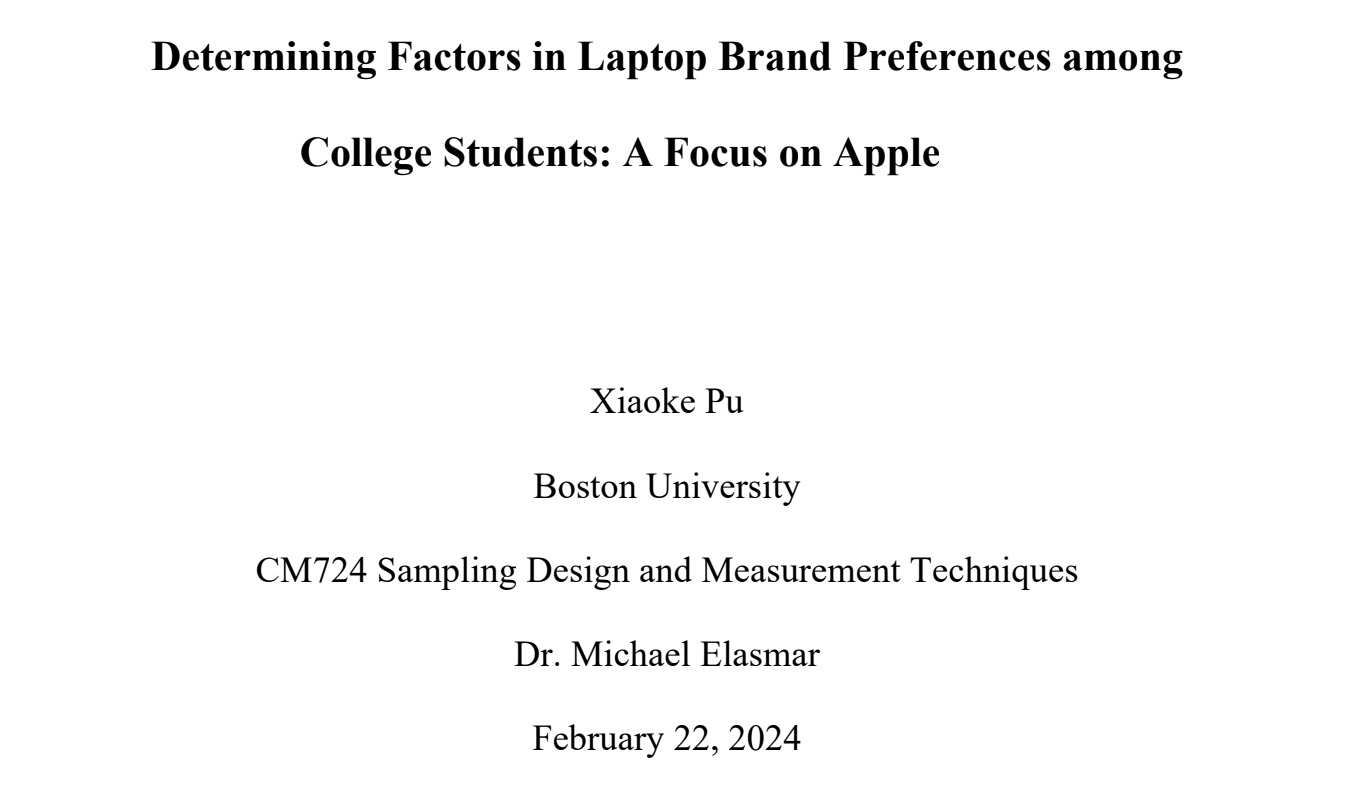 Determining Factors in Laptop Brand Preferences among
College Students: A Focus on Apple
Xiaoke Pu
Boston University
CM724 Sampling Design and Measurement Techniques
Dr. Michael Elasmar
February 22, 2024